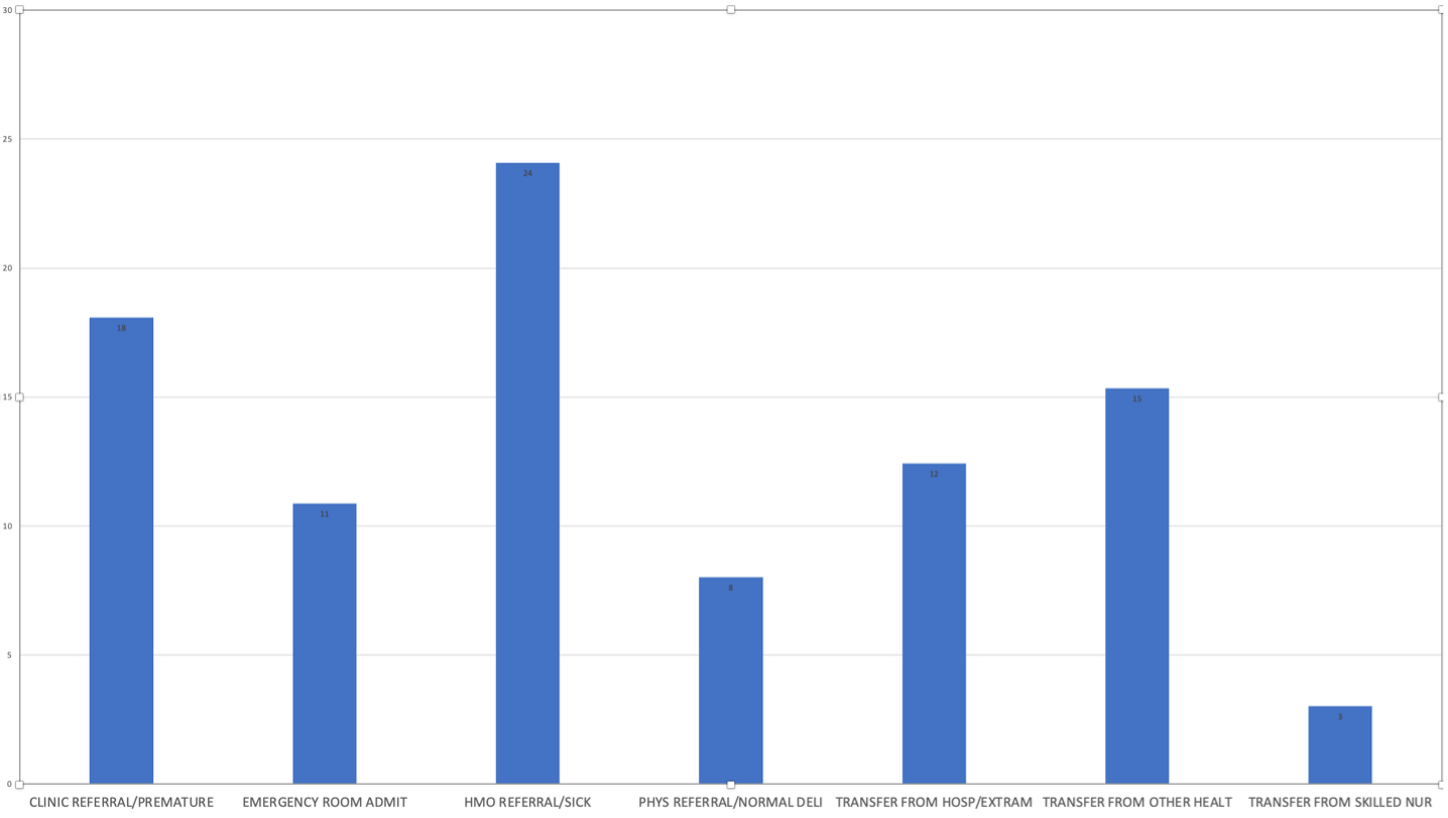 30
25
20
15
10
5
0
18
11
24
8
12
15
3
CLINIC REFERRAL/PREMATURE
EMERGENCY ROOM ADMIT
HMO REFERRAL/SICK
PHYS REFERRAL/NORMAL DELI
TRANSFER FROM HOSP/EXTRAM
TRANSFER FROM OTHER HEALT
TRANSFER FROM SKILLED NUR